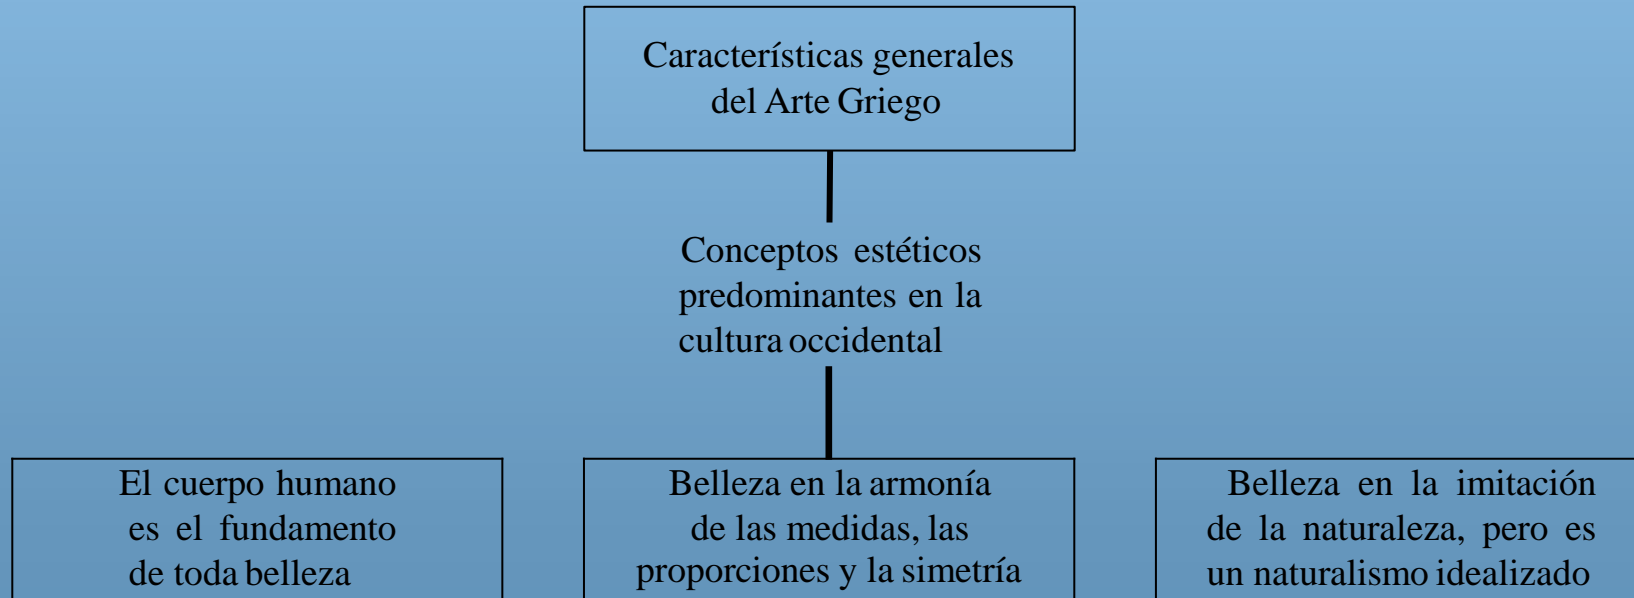 Características generales
del Arte Griego
Conceptos estéticos
predominantes en la
cultura occidental
El cuerpo humano
es el fundamento
de toda belleza
Belleza en la armonía
de las medidas, las
proporciones y la simetría
Belleza en la imitación
de la naturaleza, pero es
un naturalismo idealizado